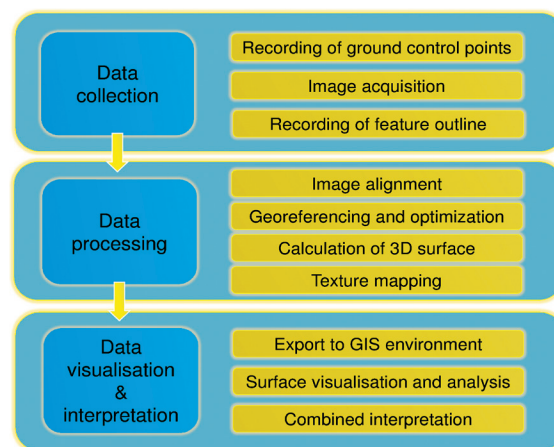 Data
collection
Recording of ground control points
Image acquisition
Recording of feature outline
Data
processing
Image alignment
Georeferencing and optimization
Calculation of 3D surface
Texture mapping
Data
visualisation
&
interpretation
Export to GIS environment
Surface visualisation and analysis
Combined interpretation